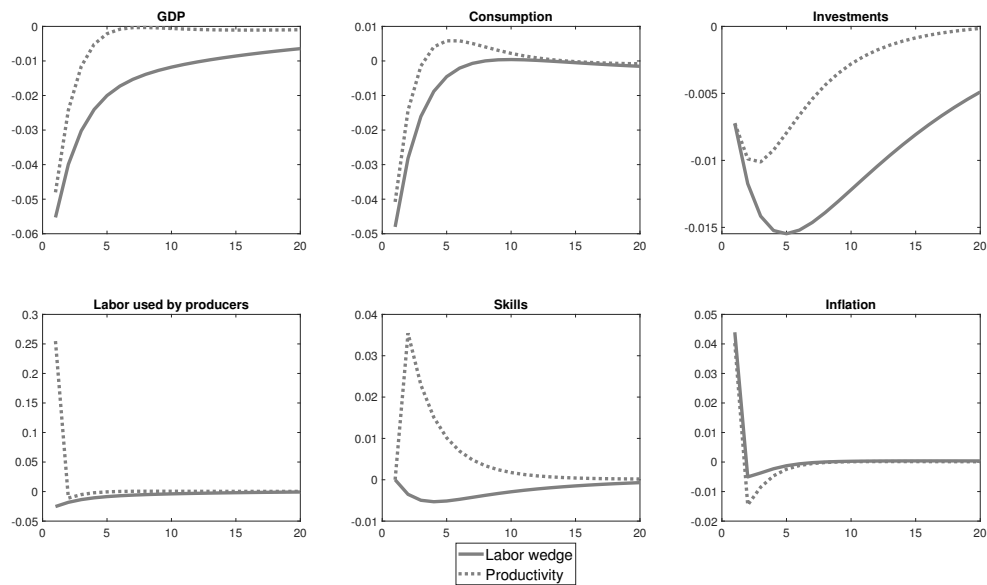 GDP
0
-0.01
-0.02
-0.03
-0.04
-0.05
-0.06
0 5 10 15 20
Consumption
0.01
0
-0.01
-0.02
-0.03
-0.04
-0.05
0 5 10 15 20
Investments
0
-0.005
-0.01
-0.015
0 5 10 15 20
Labor used by producers
0.3
0.25
0.2
0.15
0.1
0.05
0
-0.05
0 5 10 15 20
Skills
0.04
0.03
0.02
0.01
0
-0.01
0 5 10 15 20
Inflation
0.05
0.04
0.03
0.02
0.01
0
-0.01
-0.02
0 5 10 15 20
Labor wedge
Productivity